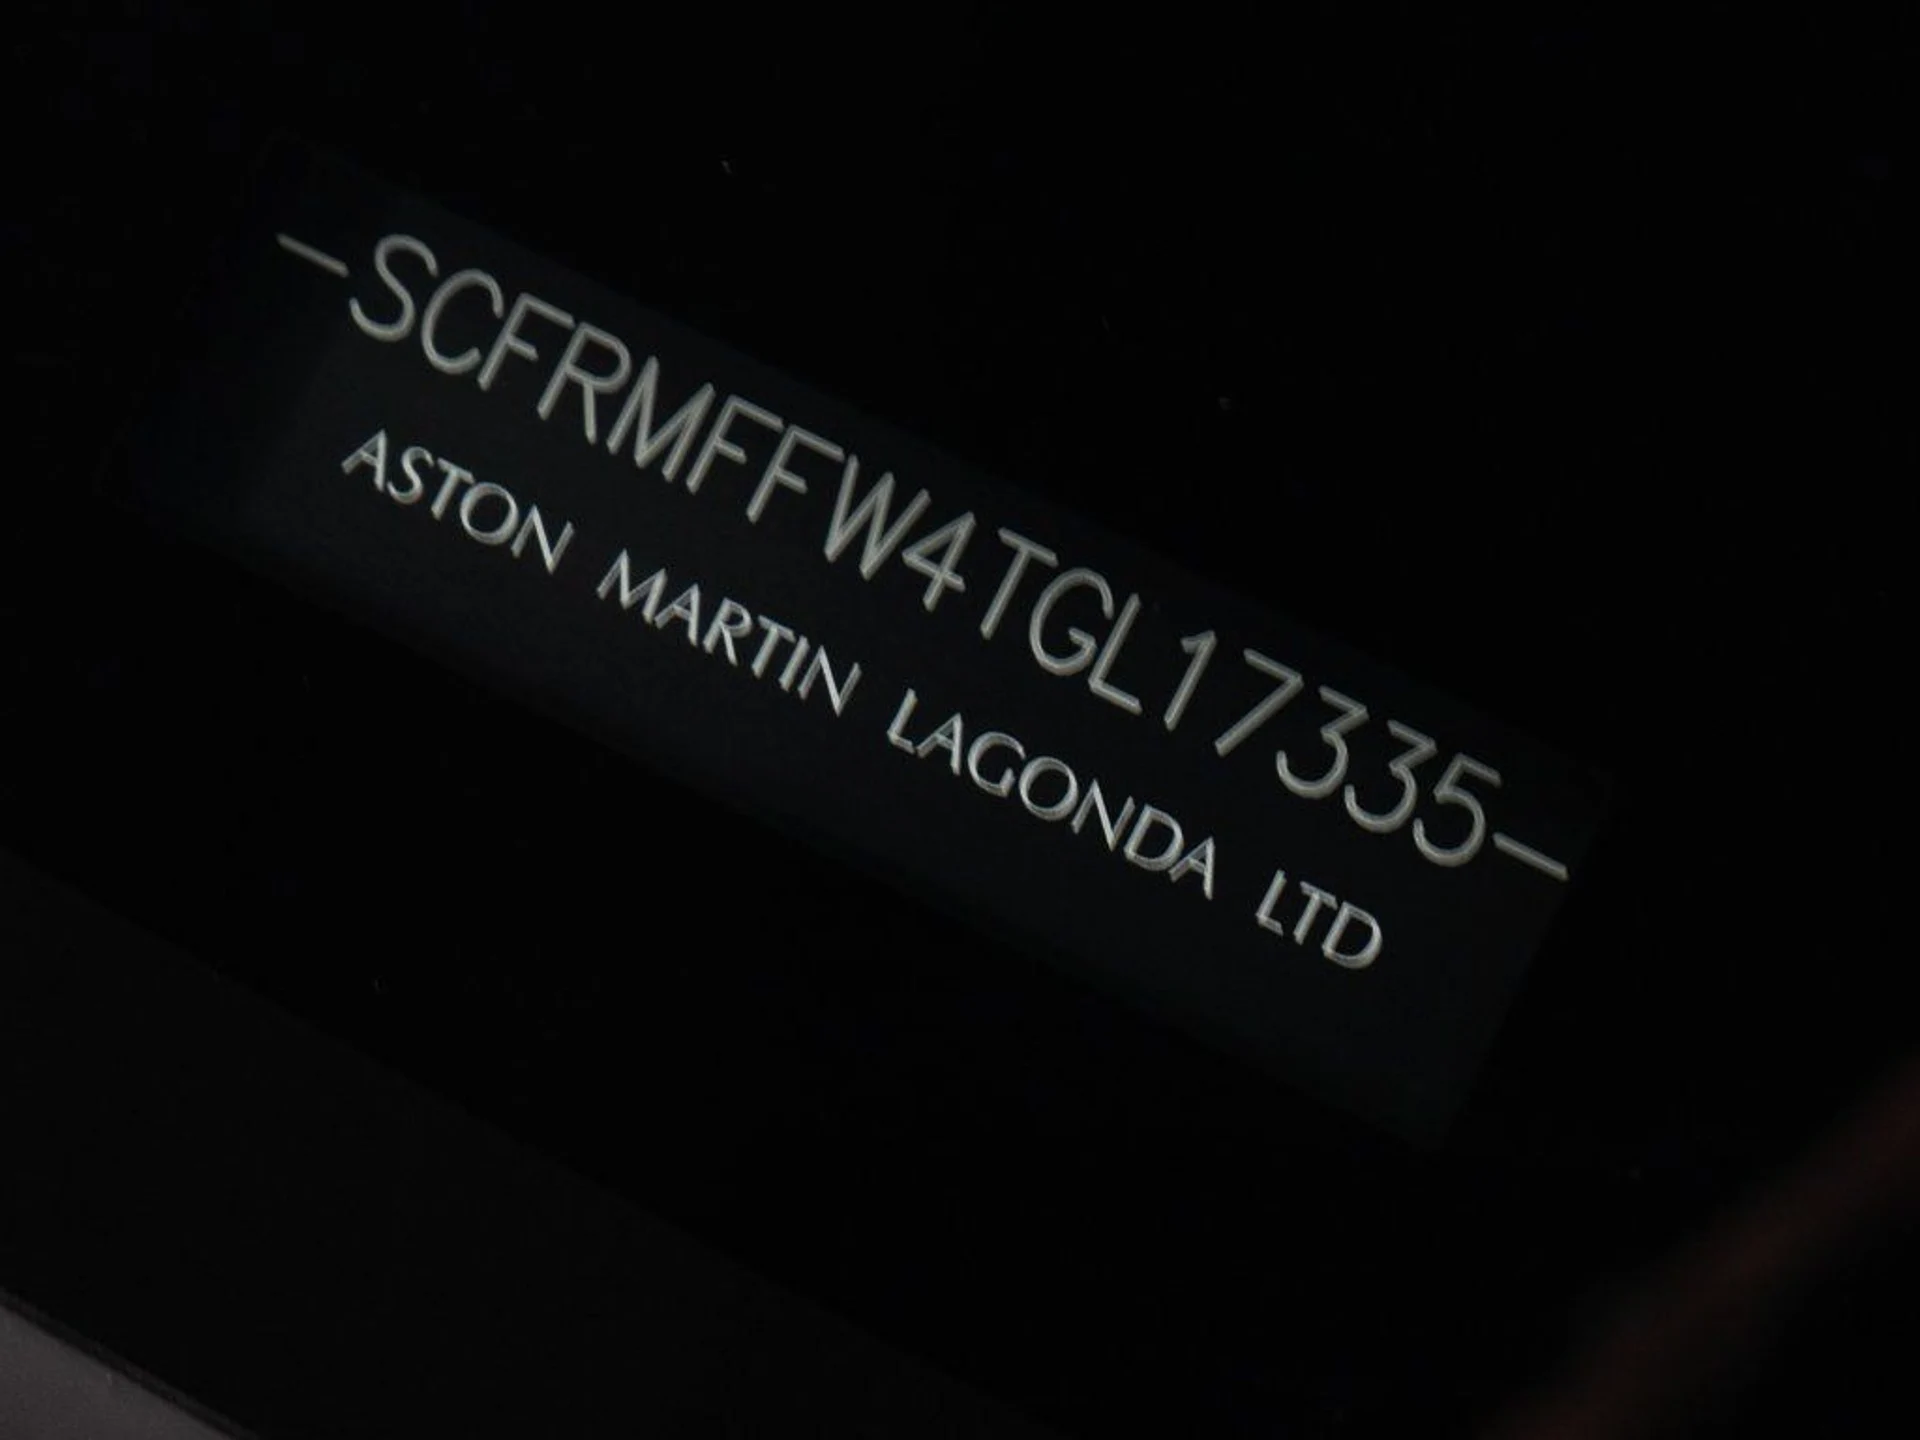 -SCFRMFFW4TGL17335-
ASTON MARTIN LAGONDA LTD